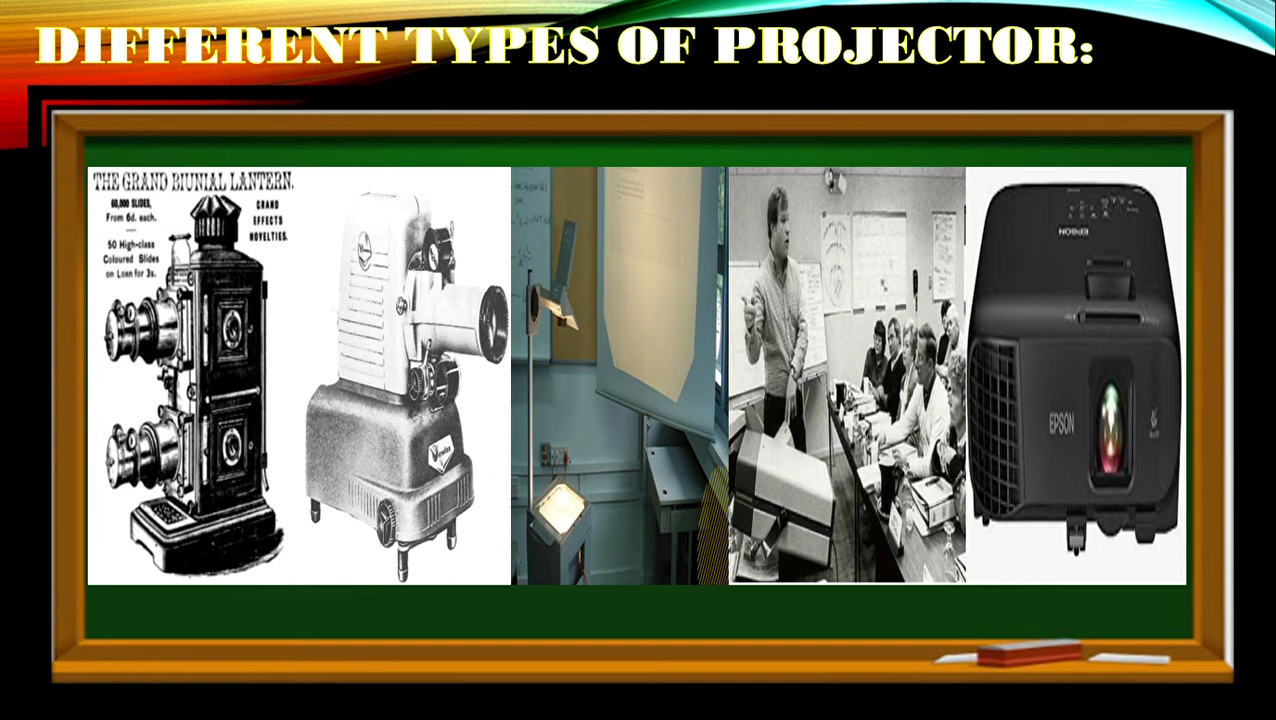 DIFFERENT TYPES OF PROJECTOR:
THE GRAND BIUNIAL LANTERN.
60,000 SLIDES,
From 6d. each.
50 High-class
Coloured Slides
on Loan for 3s.
GRAND
EFFECTS
NOVELTIES.
EPSON
EPSON